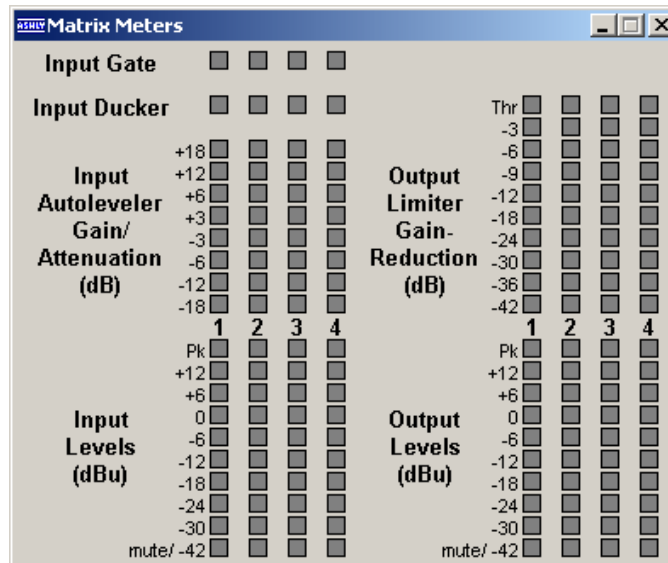 ASHLY Matrix Meters
Input Gate
Input Ducker
+18
+12
+6
+3
-3
-6
-12
-18
Input
Autoleveler
Gain/
Attenuation
(dB)
Thr
-3
-6
-9
-12
-18
-24
-30
-36
-42
Output
Limiter
Gain-
Reduction
(dB)
1 2 3 4
1 2 3 4
Pk
+12
+6
0
-6
-12
-18
-24
-30
mute/ -42
Input
Levels
(dBu)
Pk
+12
+6
0
-6
-12
-18
-24
-30
mute/ -42
Output
Levels
(dBu)